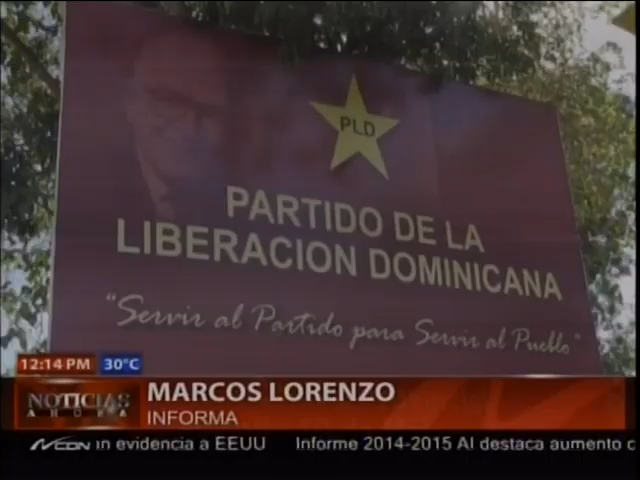 PLD
PARTIDO DE LA
LIBERACION DOMINICANA
"Servir al Partido para Servir al Pueblo"
12:14 PM 30°C
NOTICIAS
AHORA
MARCOS LORENZO
INFORMA
CDN n evidencia a EEUU Informe 2014-2015 AI destaca aumento c